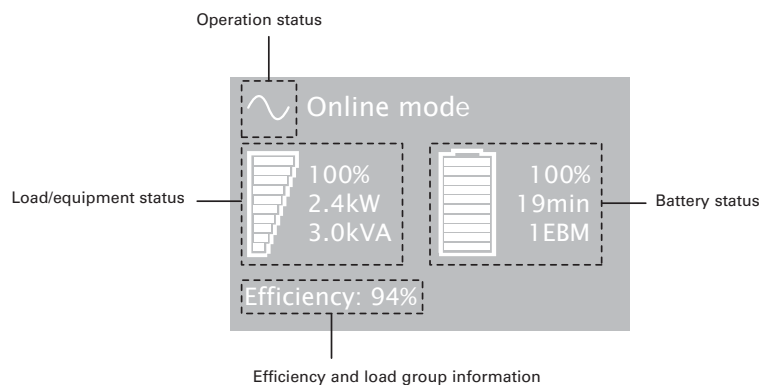 Operation status
Online mode
Load/equipment status
100%
2.4kW
3.0kVA
100%
19min
1EBM
Battery status
Efficiency: 94%
Efficiency and load group information